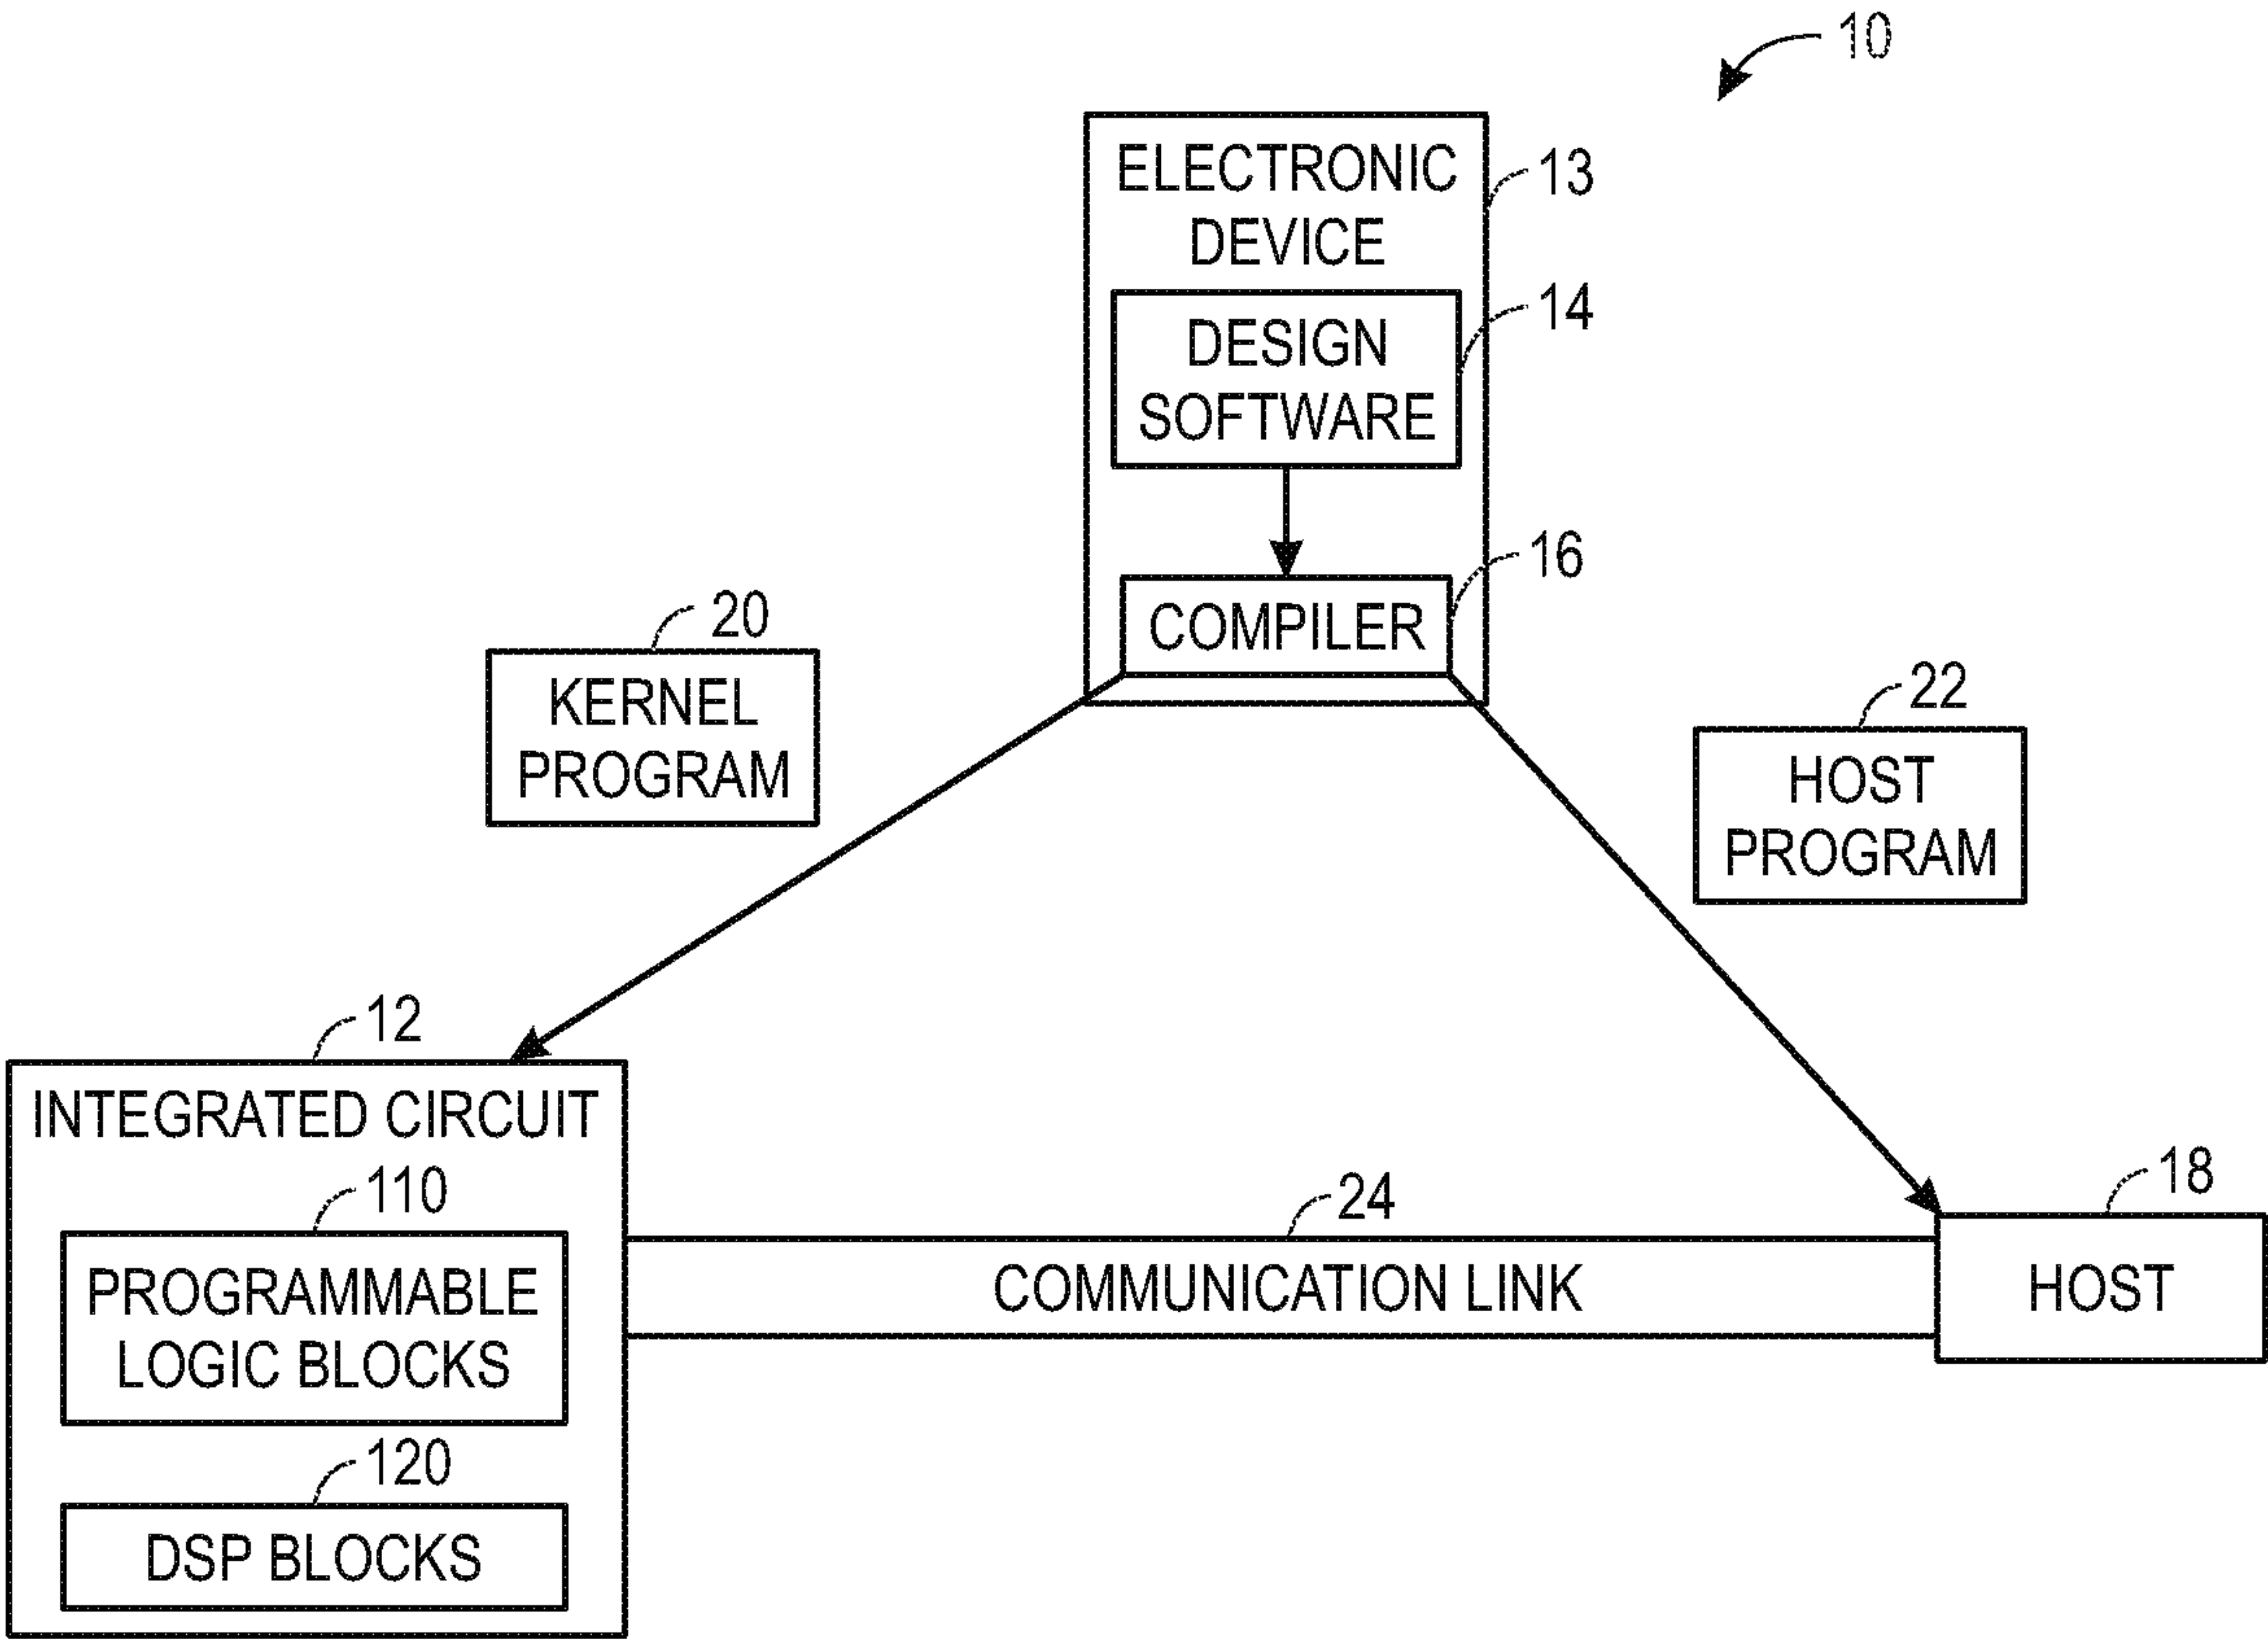 10
ELECTRONIC
DEVICE
13
DESIGN
SOFTWARE
14
COMPILER
16
20
KERNEL
PROGRAM
22
HOST
PROGRAM
12
INTEGRATED CIRCUIT
110
PROGRAMMABLE
LOGIC BLOCKS
120
DSP BLOCKS
24
COMMUNICATION LINK
18
HOST